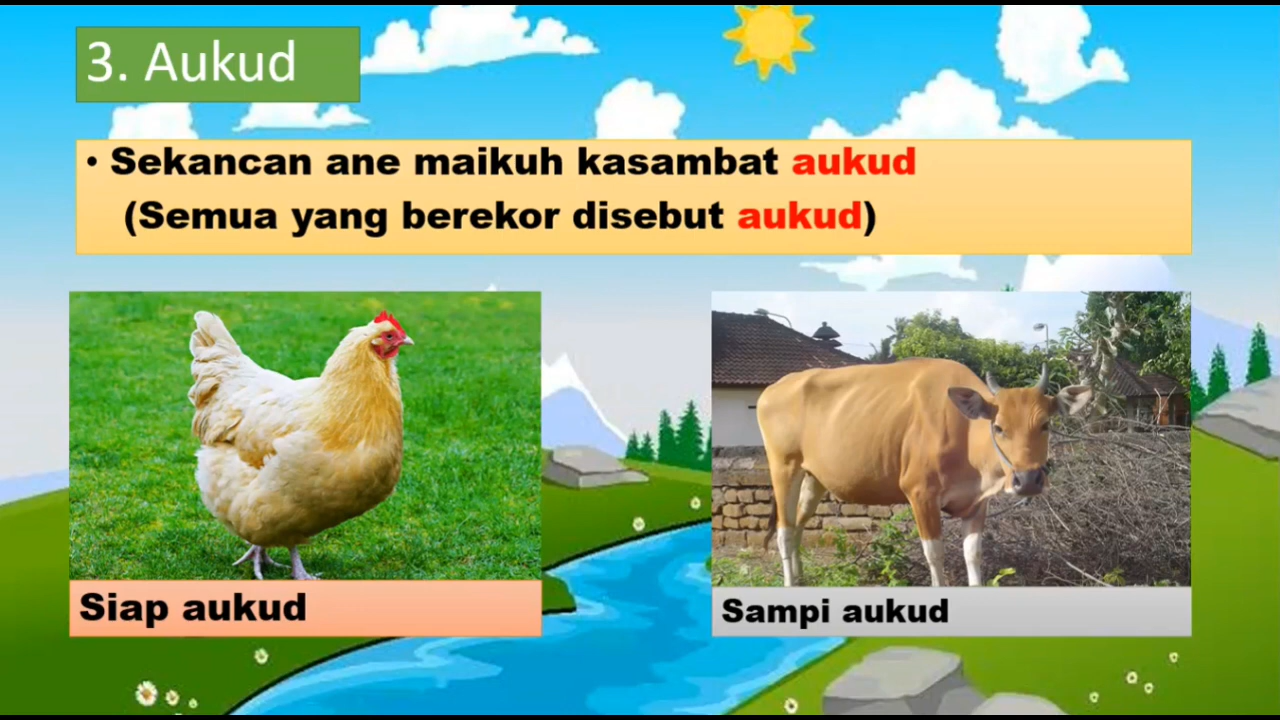 3. Aukud
• Sekancan ane maikuh kasambat aukud
(Semua yang berekor disebut aukud)
Siap aukud
Sampi aukud